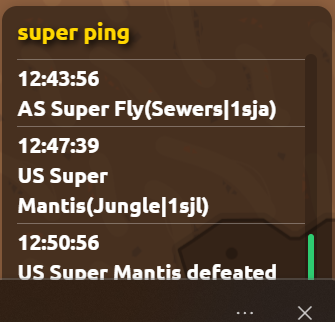 super ping
12:43:56
AS Super Fly(Sewers|1sja)
12:47:39
US Super
Mantis(Jungle|1sjl)
12:50:56
US Super Mantis defeated